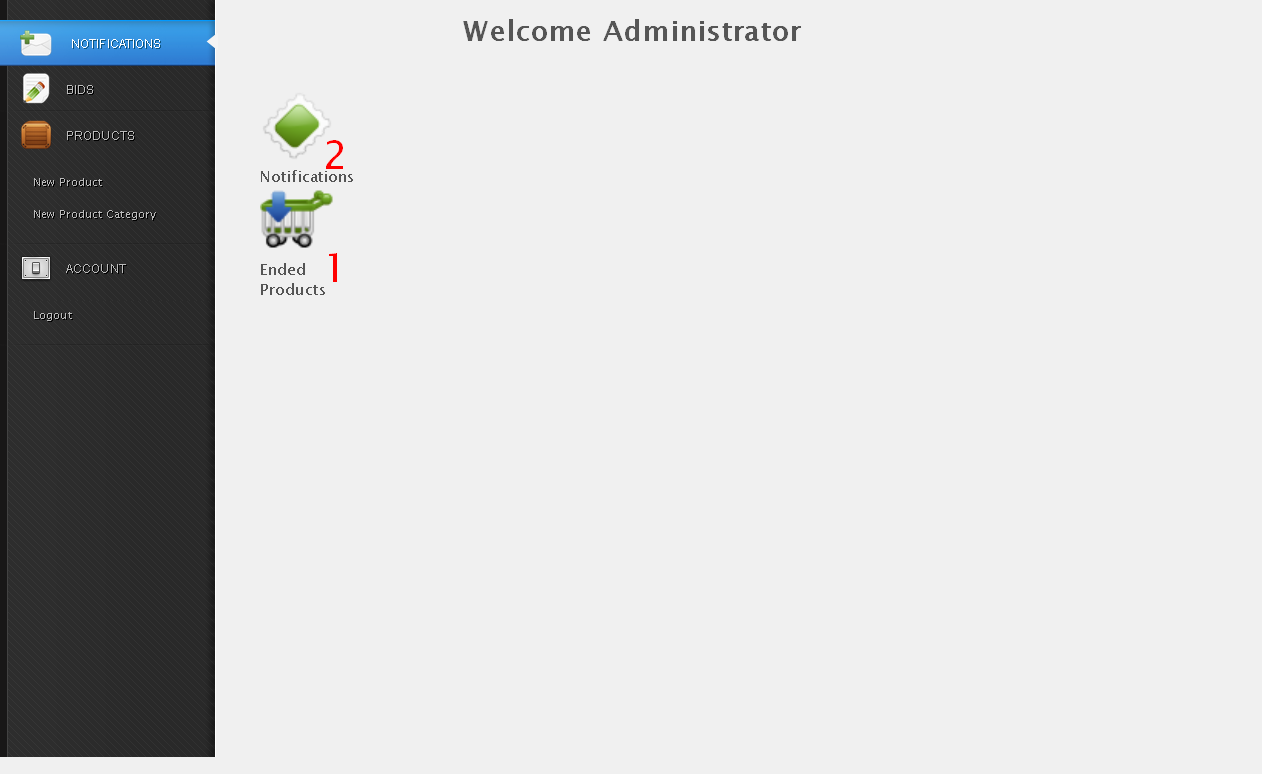 Welcome Administrator
NOTIFICATIONS
BIDS
PRODUCTS
New Product
New Product Category
ACCOUNT
Logout
2
Notifications
1
Ended
Products